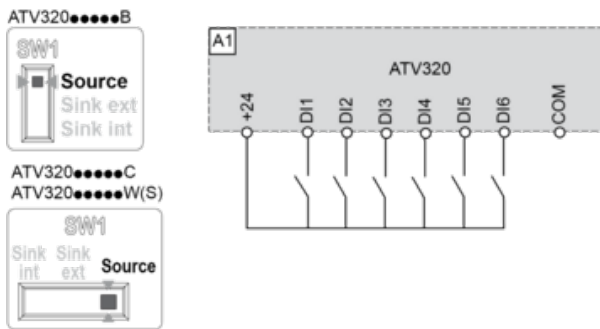 ATV320●●●●●B
SW1
Source
Sink ext
Sink int
ATV320●●●●●C
ATV320●●●●●W(S)
SW1
Sink int
Sink ext
Source
A1
ATV320
+24
DI1
DI2
DI3
DI4
DI5
DI6
COM